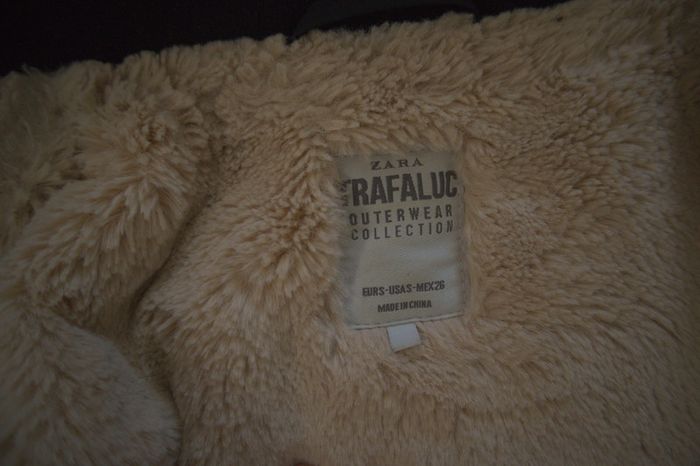 ZARA
TRAFALUC
OUTERWEAR
COLLECTION
EURS-USAS-MEX26
MADE IN CHINA